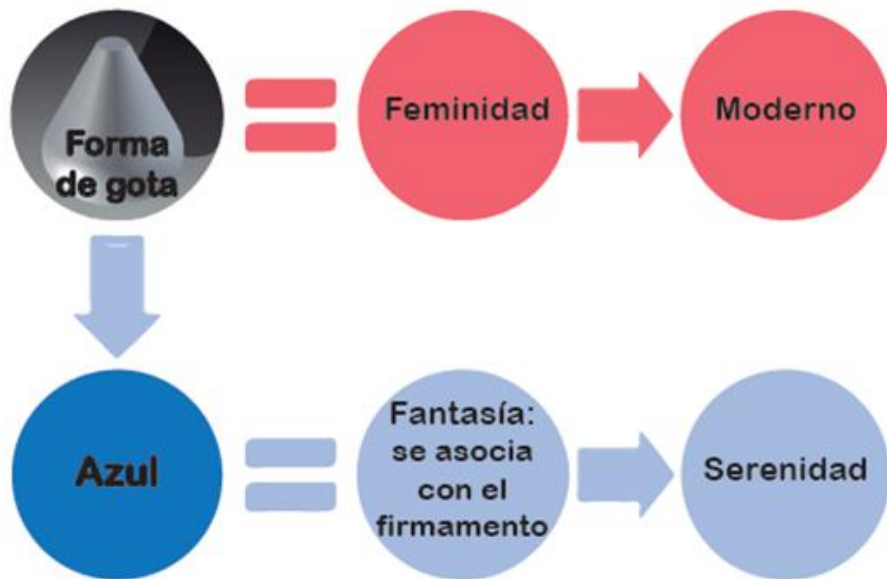 Forma
de gota
Feminidad
Moderno
Azul
Fantasía:
se asocia
con el
firmamento
Serenidad